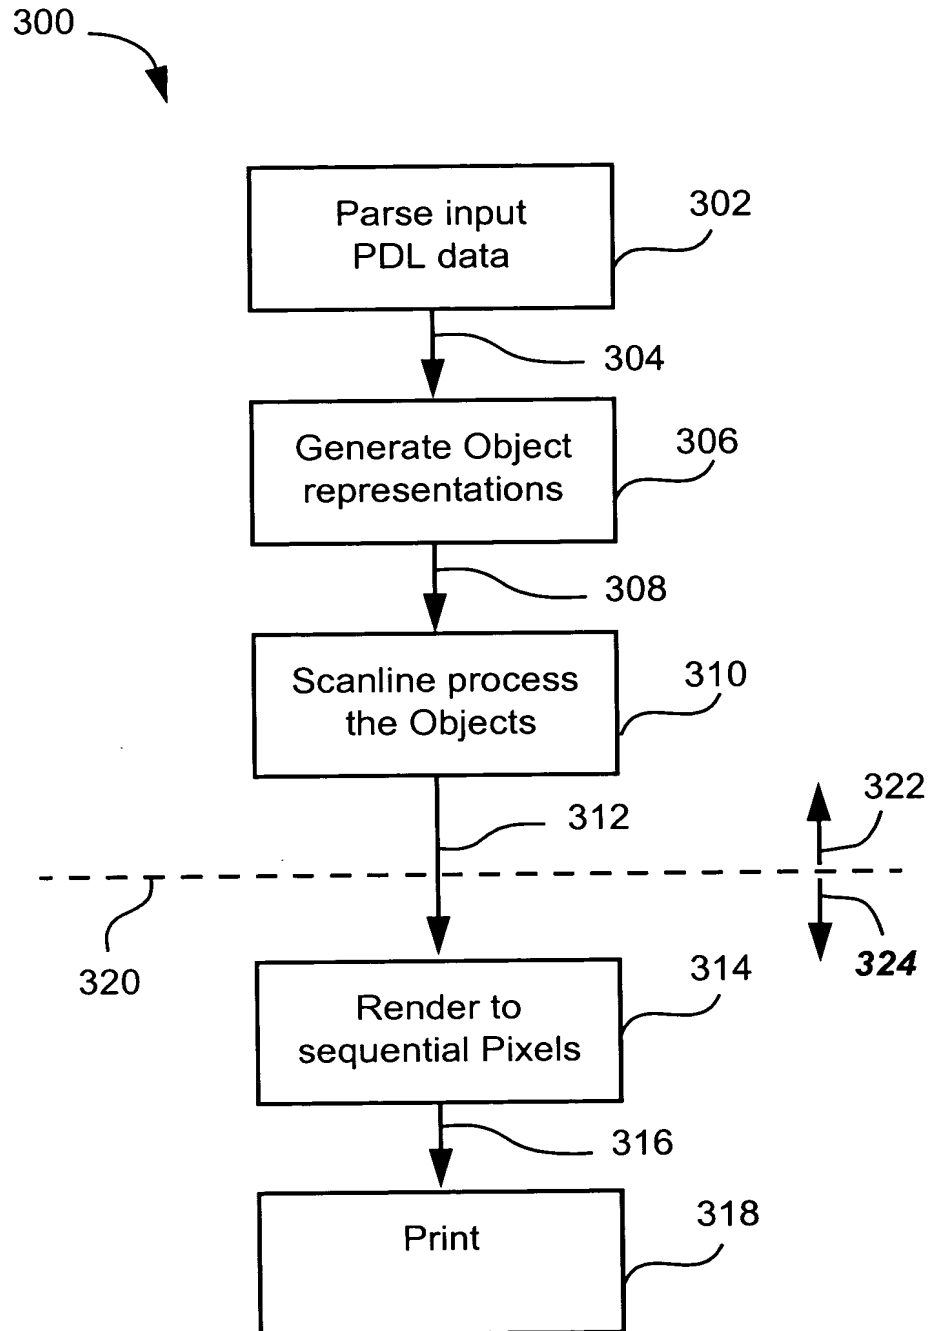 300
Parse input
PDL data
302
304
Generate Object
representations
306
308
Scanline process
the Objects
310
312
322
320
324
Render to
sequential Pixels
314
316
Print
318